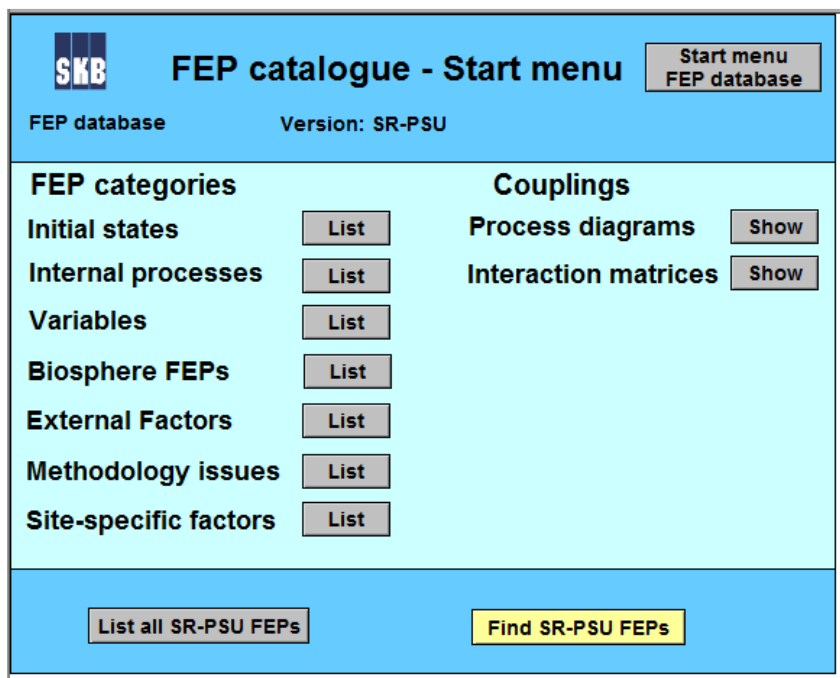 SKB
FEP catalogue - Start menu
Start menu
FEP database
FEP database
Version: SR-PSU
FEP categories
Initial states
List
Internal processes
List
Variables
List
Biosphere FEPs
List
External Factors
List
Methodology issues
List
Site-specific factors
List
Couplings
Process diagrams
Show
Interaction matrices
Show
List all SR-PSU FEPs
Find SR-PSU FEPs